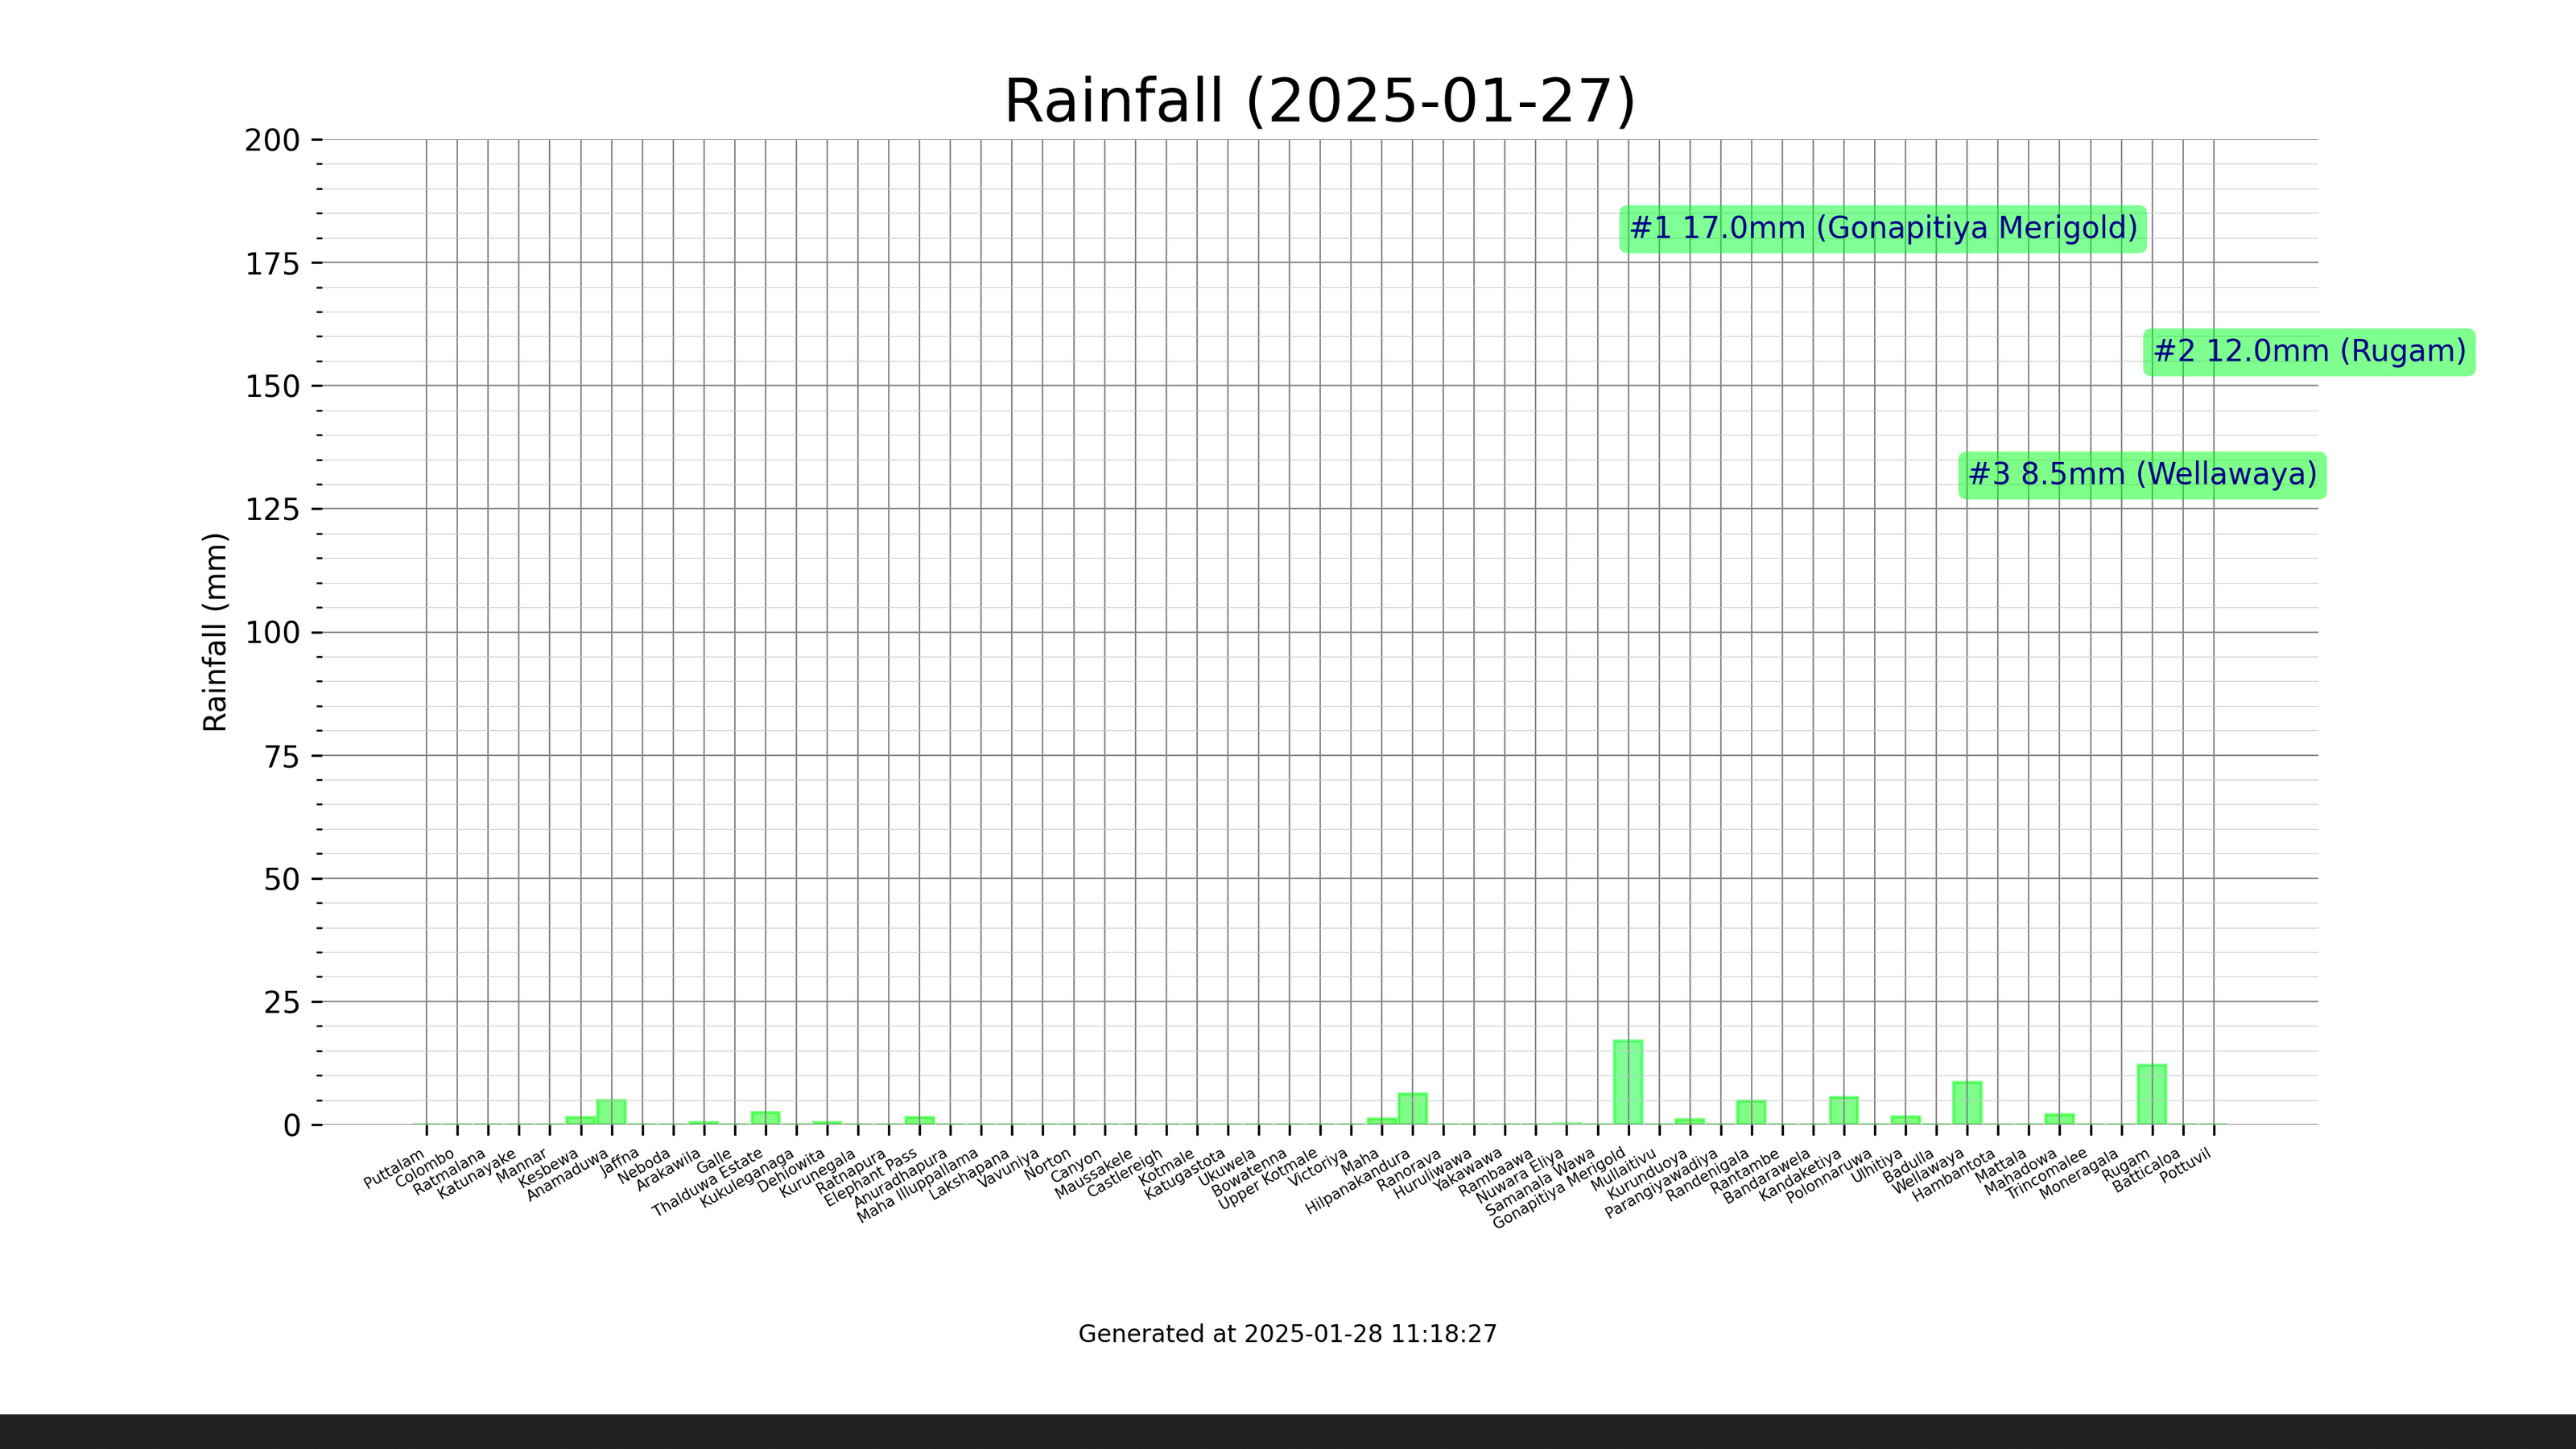 Rainfall (2025-01-27)
200
175
150
125
100
75
50
25
0
Rainfall (mm)
#1 17.0mm (Gonapitiya Merigold)
#2 12.0mm (Rugam)
#3 8.5mm (Wellawaya)
Puttalam
Colombo
Ratmalana
Katunayake
Mannar
Kesbewa
Anamaduwa
Jaffna
Neboda
Arakawila
Galle
Thalduwa Estate
Kukuleganaga
Dehiowita
Kurunegala
Ratnapura
Elephant Pass
Anuradhapura
Maha Illuppallama
Lakshapana
Vavuniya
Norton
Canyon
Maussakele
Castlereigh
Kotmale
Katugastota
Ukuwela
Bowatenna
Upper Kotmale
Victoriya
Maha
Hilpanakandura
Ranorava
Huruliwawa
Yakawawa
Rambaawa
Nuwara Eliya
Samanala Wawa
Gonapitiya Merigold
Mullaitivu
Kurunduoya
Parangiyawadiya
Randenigala
Rantambe
Bandarawela
Kandaketiya
Polonnaruwa
Ulhitiya
Badulla
Wellawaya
Hambantota
Mattala
Mahadowa
Trincomalee
Moneragala
Rugam
Batticaloa
Pottuvil
Generated at 2025-01-28 11:18:27